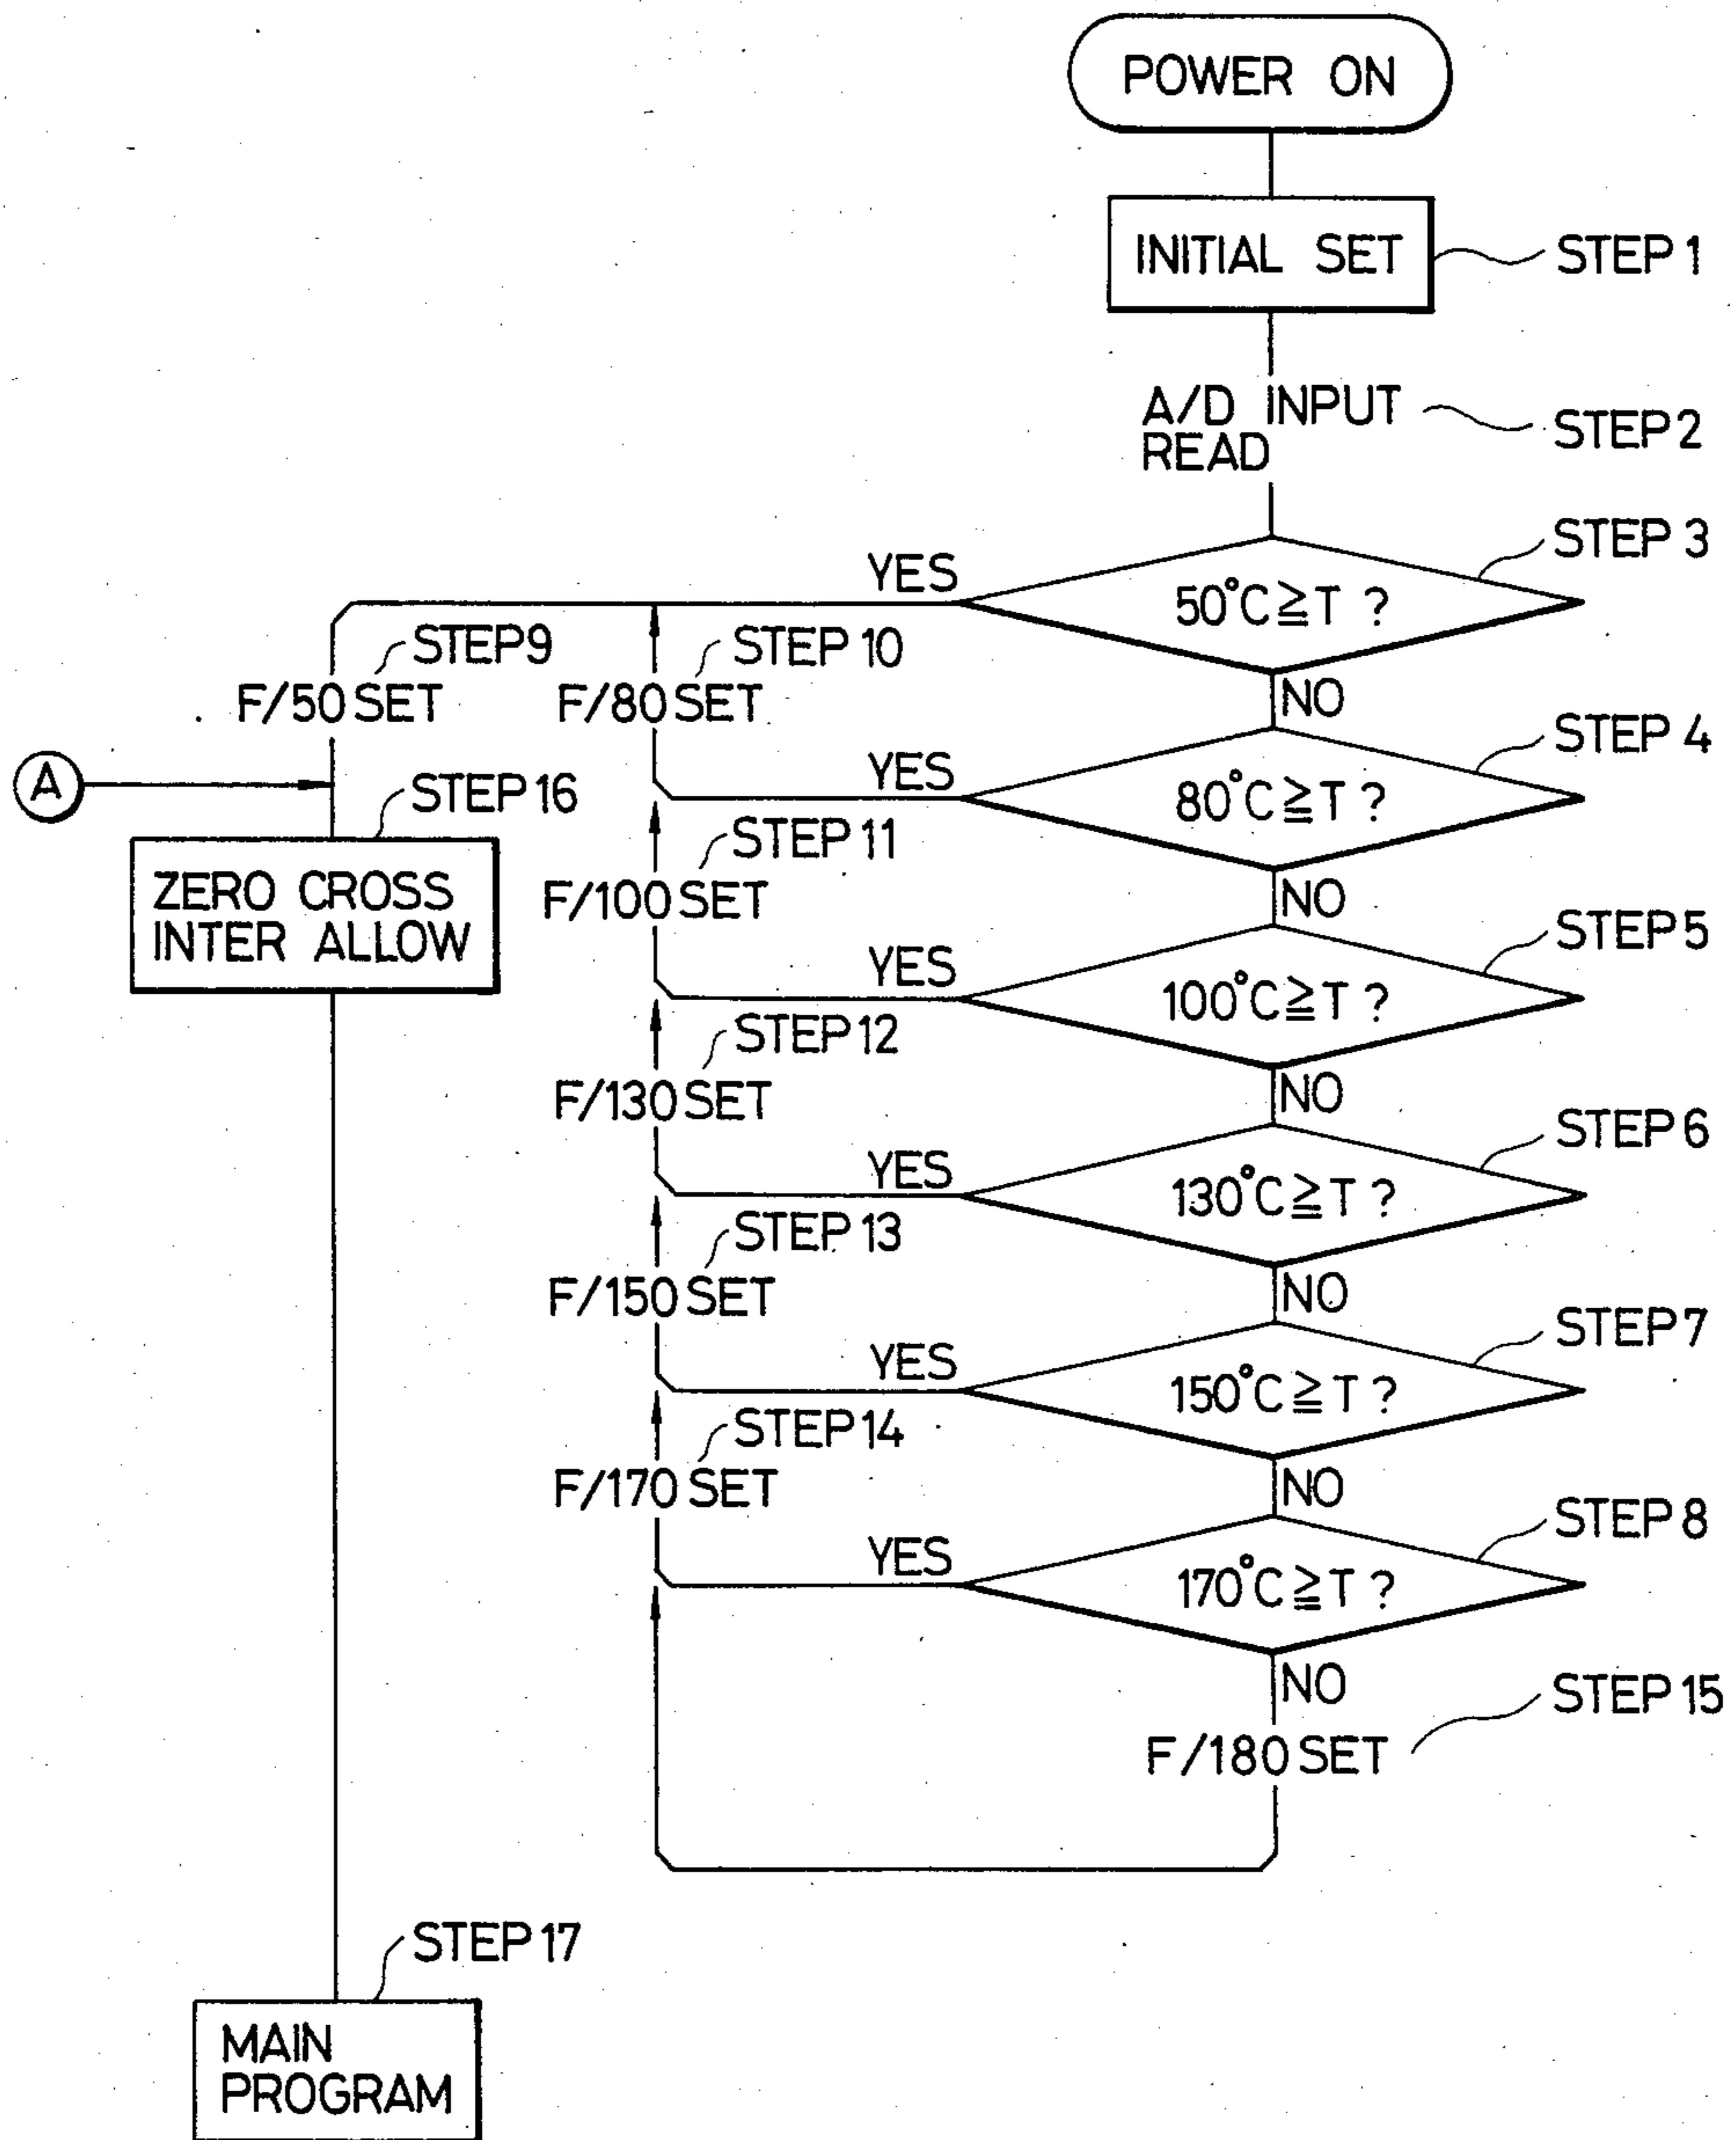 POWER ON
INITIAL SET
STEP 1
A/D INPUT
READ
STEP 2
STEP 3
YES
50°C≧T ?
STEP 9
STEP 10
F/50 SET
F/80 SET
NO
STEP 4
A
YES
80°C≧T ?
STEP 16
STEP 11
ZERO CROSS
INTER ALLOW
F/100 SET
NO
STEP 5
YES
100°C≧T ?
STEP 12
F/130 SET
NO
STEP 6
YES
130°C≧T ?
STEP 13
F/150 SET
NO
STEP 7
YES
150°C≧T ?
STEP 14
F/170 SET
NO
STEP 8
YES
170°C≧T ?
NO
STEP 15
F/180 SET
STEP 17
MAIN
PROGRAM